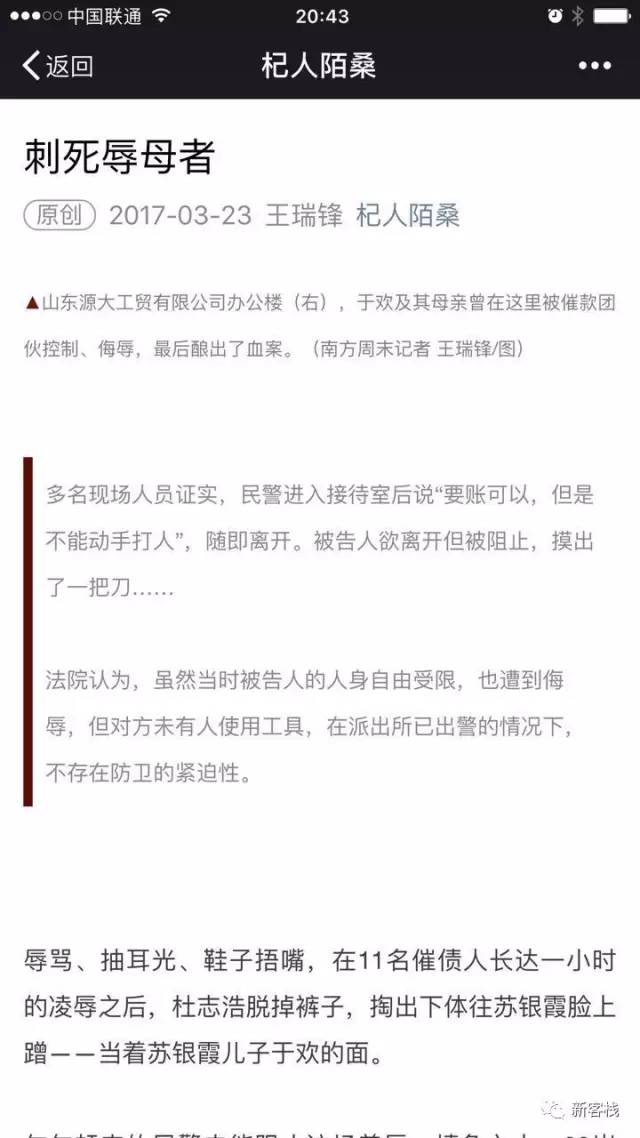 中国联通 20:43
返回 杞人陌桑
刺死辱母者
原创 2017-03-23 王瑞锋 杞人陌桑
▲山东源大工贸有限公司办公楼（右），于欢及其母亲曾在这里被催款团
伙控制、侮辱，最后酿出了血案。（南方周末记者 王瑞锋/图）
多名现场人员证实，民警进入接待室后说“要账可以，但是
不能动手打人”，随即离开。被告人欲离开但被阻止，摸出
了一把刀……
法院认为，虽然当时被告人的人身自由受限，也遭到侮
辱，但对方未有人使用工具，在派出所已出警的情况下，
不存在防卫的紧迫性。
辱骂、抽耳光、鞋子捂嘴，在11名催债人长达一小时
的凌辱之后，杜志浩脱掉裤子，掏出下体往苏银霞脸上
蹭——当着苏银霞儿子于欢的面。
新客栈